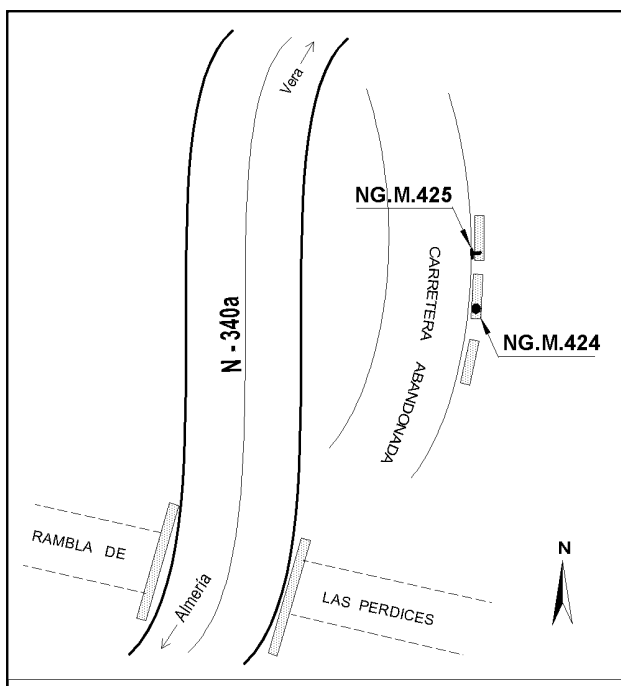 Vera
NG.M.425
CARRETERA ABANDONADA
N - 340a
NG.M.424
RAMBLA DE
Almería
LAS PERDICES
N